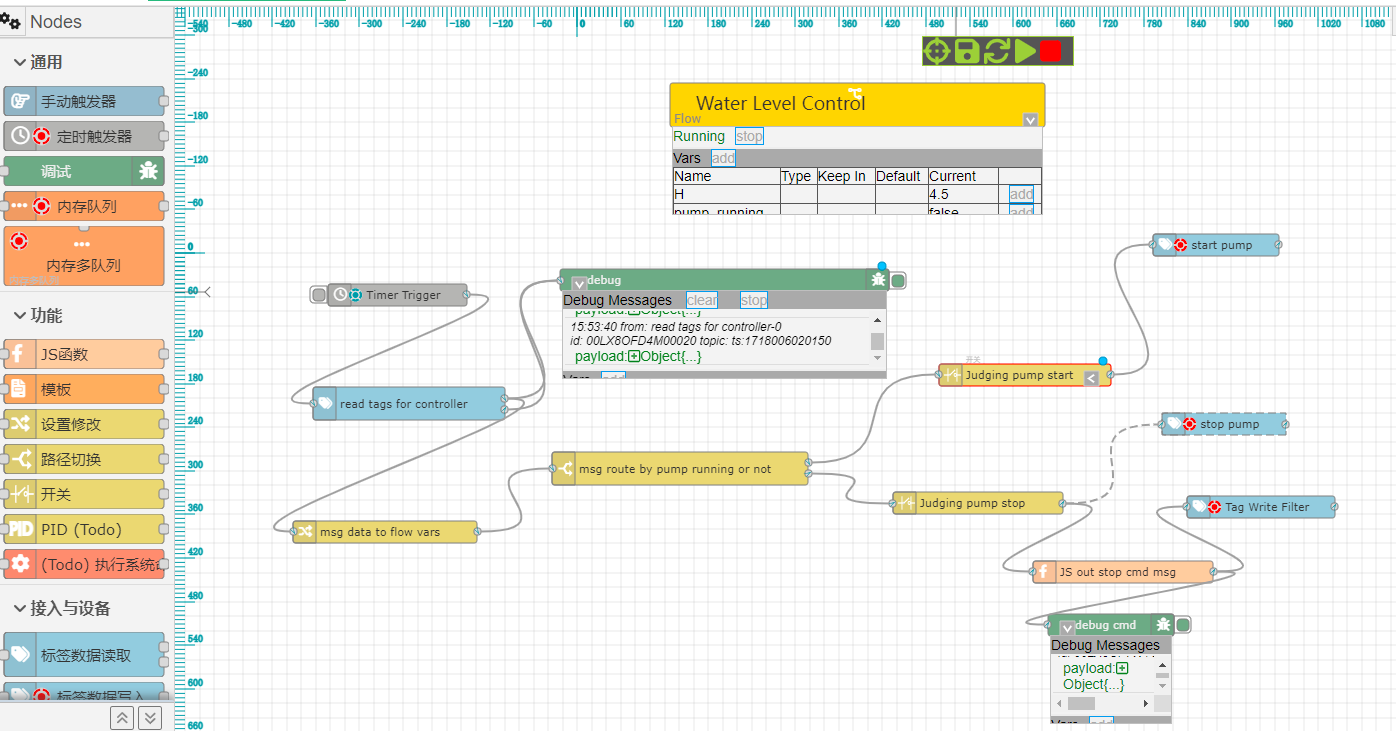 Nodes
通用
手动触发器
定时触发器
调试
内存队列
内存多队列
功能
JS函数
模板
设置修改
路径切换
开关
PID (Todo)
(Todo) 执行系统
接入与设备
标签数据读取
标签数据写入
-540 -480 -420 -360 -300 -240 -180 -120 -60 0 60 120 180 240 300 360 420 480 540 600 660 720 780 840 900 960 1020 1080
-300
-240
-180
-120
-60
0
60
120
180
240
300
360
420
480
540
600
660
Water Level Control
Flow
Running stop
Vars add
Name Type Keep In Default Current
H 4.5 add
pump_running false add
start pump
Timer Trigger
debug
Debug Messages clear stop
payload:Object{...}
15:53:40 from: read tags for controller-0
id: 00LX8OFD4M00020 topic: ts:1718006020150
payload:Object{...}
Vars add
开关
Judging pump start
read tags for controller
stop pump
msg route by pump running or not
Judging pump stop
Tag Write Filter
msg data to flow vars
JS out stop cmd msg
debug cmd
Debug Messages
payload:
Object{...}
Vars add